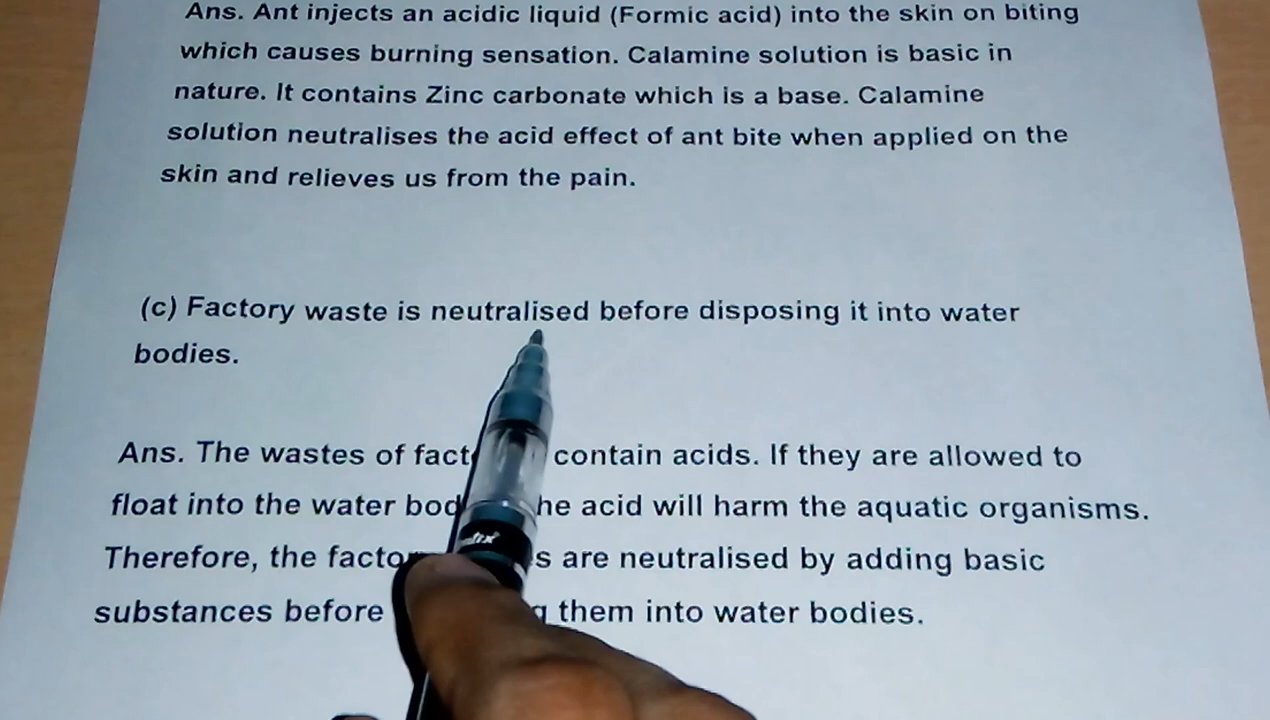 Ans. Ant injects an acidic liquid (Formic acid) into the skin on biting
which causes burning sensation. Calamine solution is basic in
nature. It contains Zinc carbonate which is a base. Calamine
solution neutralises the acid effect of ant bite when applied on the
skin and relieves us from the pain.
(c) Factory waste is neutralised before disposing it into water
bodies.
Ans. The wastes of contain acids. If they are allowed to
float into the water acid will harm the aquatic organisms.
Therefore, the are neutralised by adding basic
substances before them into water bodies.